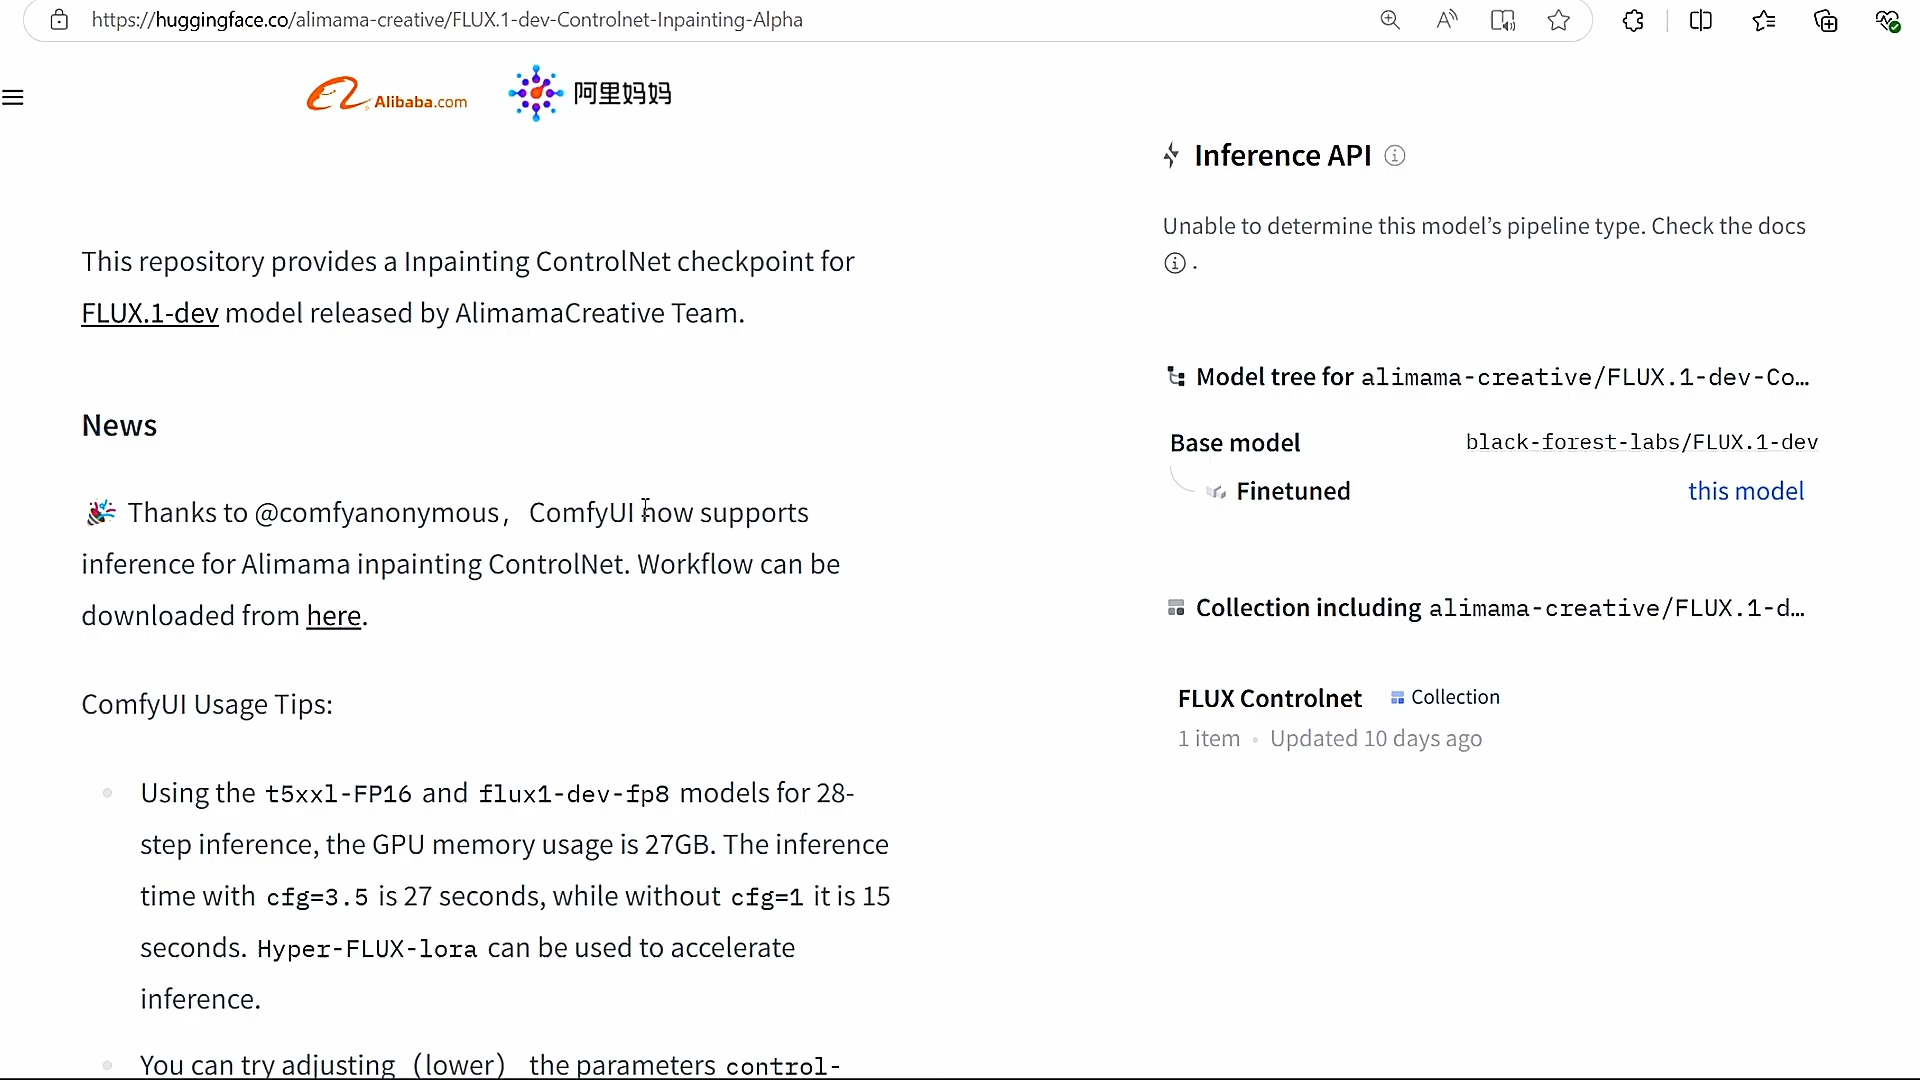 https://huggingface.co/alimama-creative/FLUX.1-dev-Controlnet-Inpainting-Alpha
Alibaba.com 阿里妈妈
This repository provides a Inpainting ControlNet checkpoint for
FLUX.1-dev model released by AlimamaCreative Team.
News
🎉 Thanks to @comfyanonymous，ComfyUI now supports
inference for Alimama inpainting ControlNet. Workflow can be
downloaded from here.
ComfyUI Usage Tips:
Using the t5xxl-FP16 and flux1-dev-fp8 models for 28-
step inference, the GPU memory usage is 27GB. The inference
time with cfg=3.5 is 27 seconds, while without cfg=1 it is 15
seconds. Hyper-FLUX-lora can be used to accelerate
inference.
You can try adjusting（lower） the parameters control-
Inference API
Unable to determine this model’s pipeline type. Check the docs
.
Model tree for alimama-creative/FLUX.1-dev-Co…
Base model black-forest-labs/FLUX.1-dev
Finetuned this model
Collection including alimama-creative/FLUX.1-d…
FLUX Controlnet Collection
1 item • Updated 10 days ago